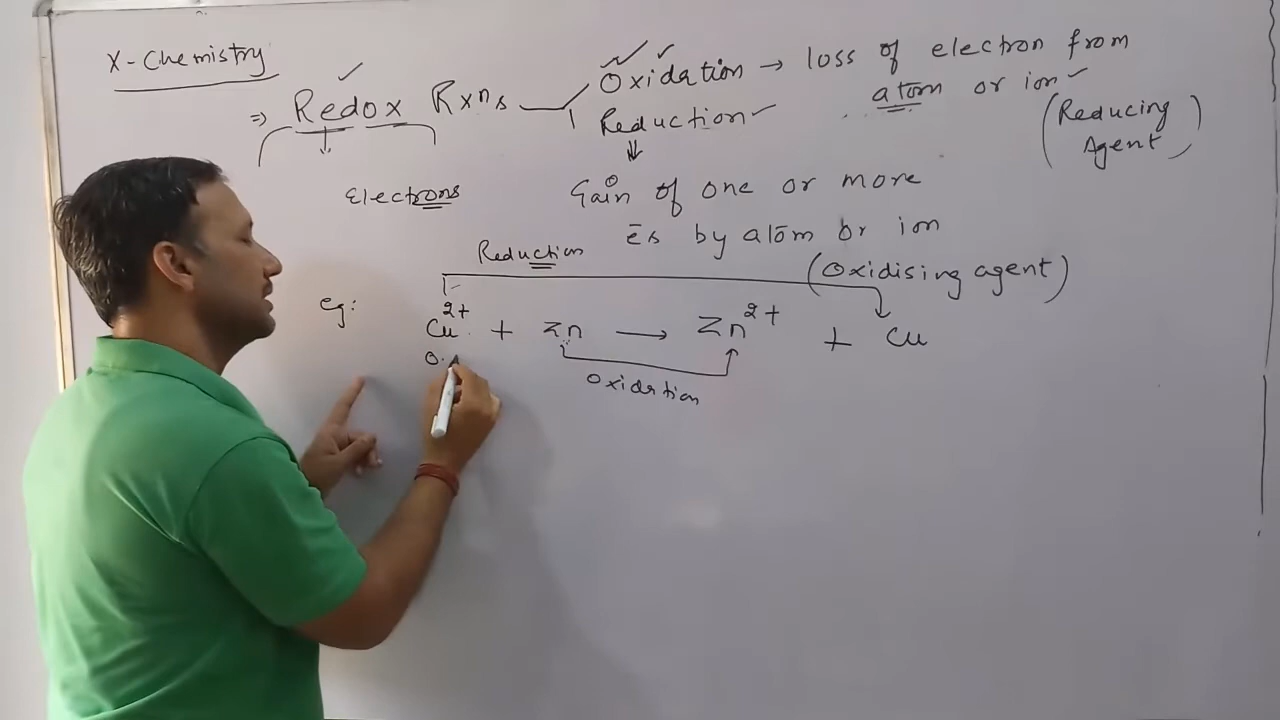 X - Chemistry
⇒ Redox Rxns
Oxidation → loss of electron from
atom or ion
(Reducing
Agent)
Reduction
⇓
Electrons
Gain of one or more
ēs by atom or ion
(Oxidising agent)
Reduction
eg:
Cu²⁺ + Zn → Zn²⁺ + Cu
Oxidation
O.